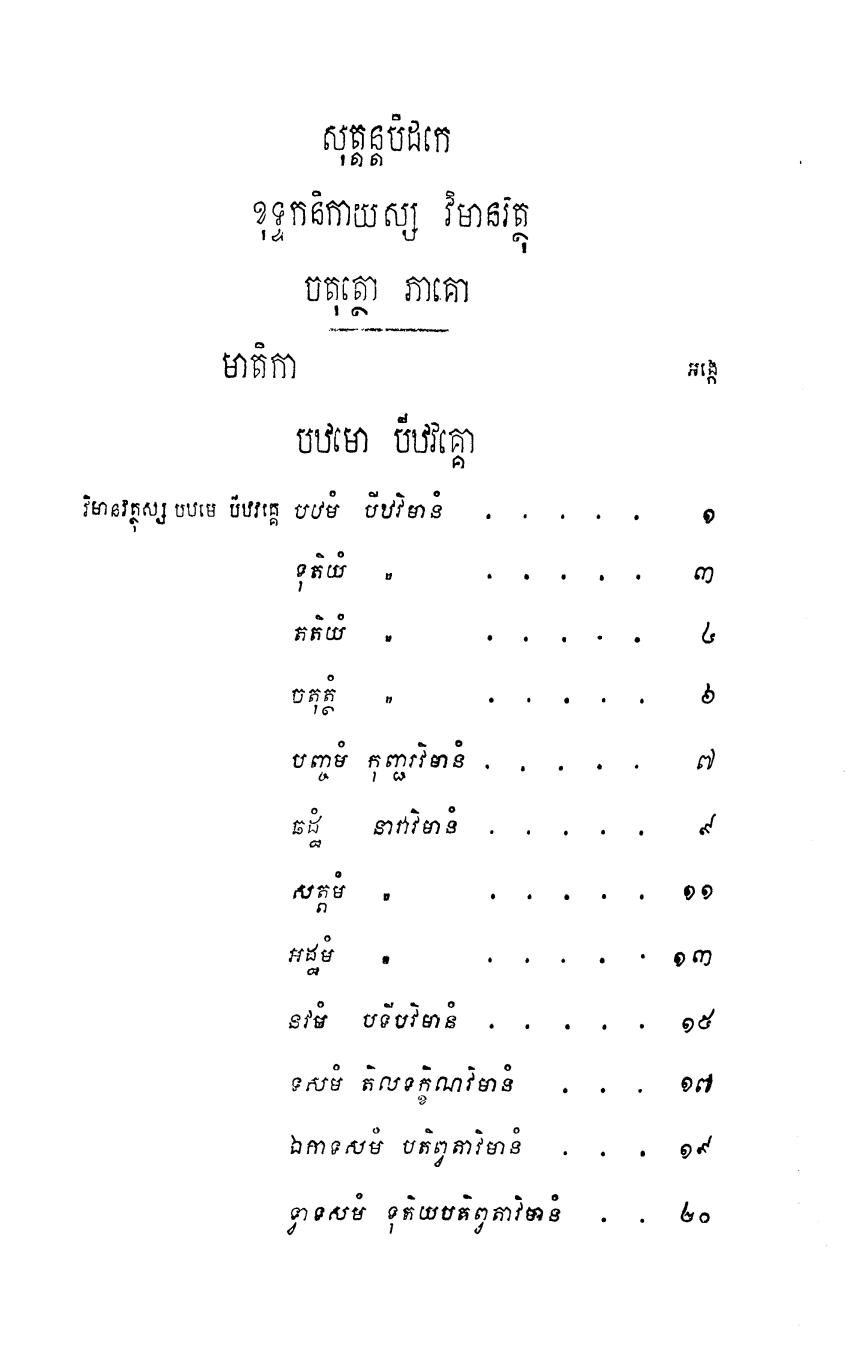 សុត្តន្តបិដកេ
ខុទ្ទកនិកាយស្ស វិមានវត្ថុ
ចតុត្ថោ ភាគោ
មាតិកា អង្កេ
បឋមោ បីឋវគ្គោ
វិមានវត្ថុស្ស បឋមេ បីឋវគ្គេ បឋមំ បីឋវិមានំ . . . . . ១
ទុតិយំ " . . . . . ៣
តតិយំ " . . . . . ៤
ចតុត្ថំ " . . . . . ៦
បញ្ចមំ កុញ្ជរវិមានំ . . . . . ៧
ឆដ្ឋំ នាវាវិមានំ . . . . . ៩
សត្តមំ " . . . . . ១១
អដ្ឋមំ " . . . . . ១៣
នវមំ បទីបវិមានំ . . . . . ១៥
ទសមំ តិលទក្ខិណវិមានំ . . . ១៧
ឯកាទសមំ បតិព្វតាវិមានំ . . . ១៩
ទ្វាទសមំ ទុតិយបតិព្វតាវិមានំ . . ២០